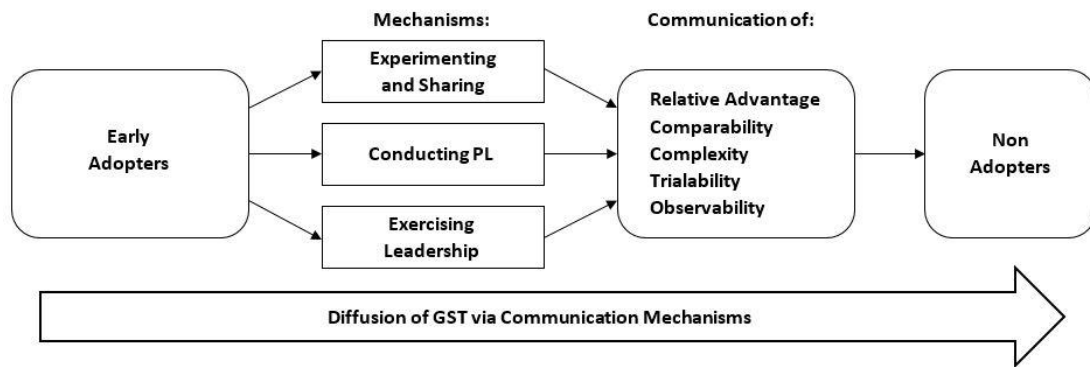 Mechanisms:
Communication of:
Experimenting
and Sharing
Early
Adopters
Conducting PL
Exercising
Leadership
Relative Advantage
Comparability
Complexity
Trialability
Observability
Non
Adopters
Diffusion of GST via Communication Mechanisms